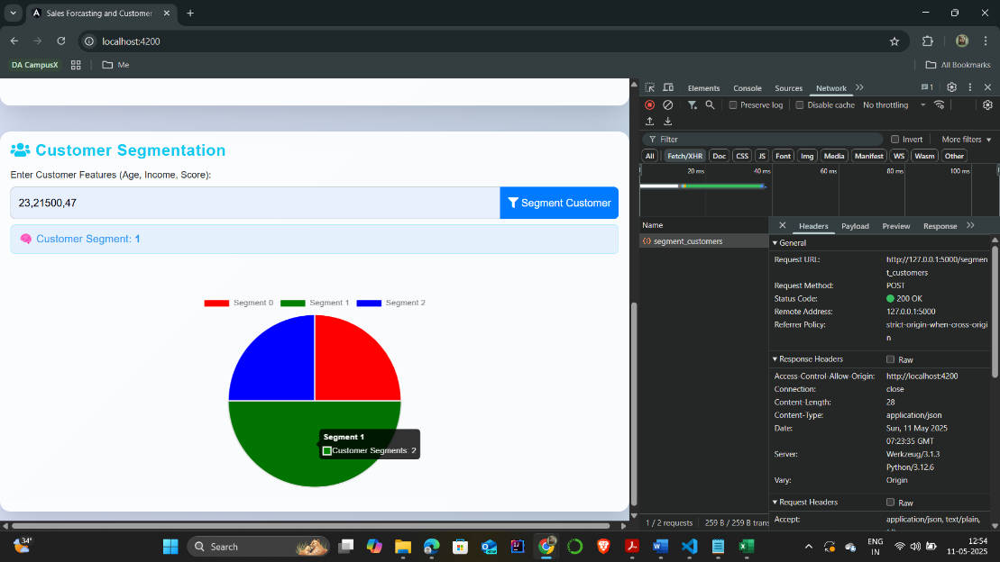 Sales Forcasting and Customer
localhost:4200
DA CampusX
Me
All Bookmarks
Customer Segmentation
Enter Customer Features (Age, Income, Score):
23,21500,47
Segment Customer
🧠 Customer Segment: 1
Segment 0 Segment 1 Segment 2
Segment 1
Customer Segments 2
Elements Console Sources Network 1
Preserve log Disable cache No throttling
Filter Invert More filters
All Fetch/XHR Doc CSS JS Font Img Media Manifest WS Wasm Other
20 ms 40 ms 60 ms 80 ms 100 ms
Name
segment_customers
Headers Payload Preview Response
General
Request URL: http://127.0.0.1:5000/segmen
t_customers
Request Method: POST
Status Code: 200 OK
Remote Address: 127.0.0.1:5000
Referrer Policy: strict-origin-when-cross-origi
n
Response Headers Raw
Access-Control-Allow-Origin: http://localhost:4200
Connection: close
Content-Length: 28
Content-Type: application/json
Date: Sun, 11 May 2025
07:23:35 GMT
Server: Werkzeug/3.1.3
Python/3.12.6
Vary: Origin
Request Headers Raw
Accept: application/json, text/plain,
1 / 2 requests 259 B / 259 B trans
34°
Search
ENG
IN
12:54
11-05-2025